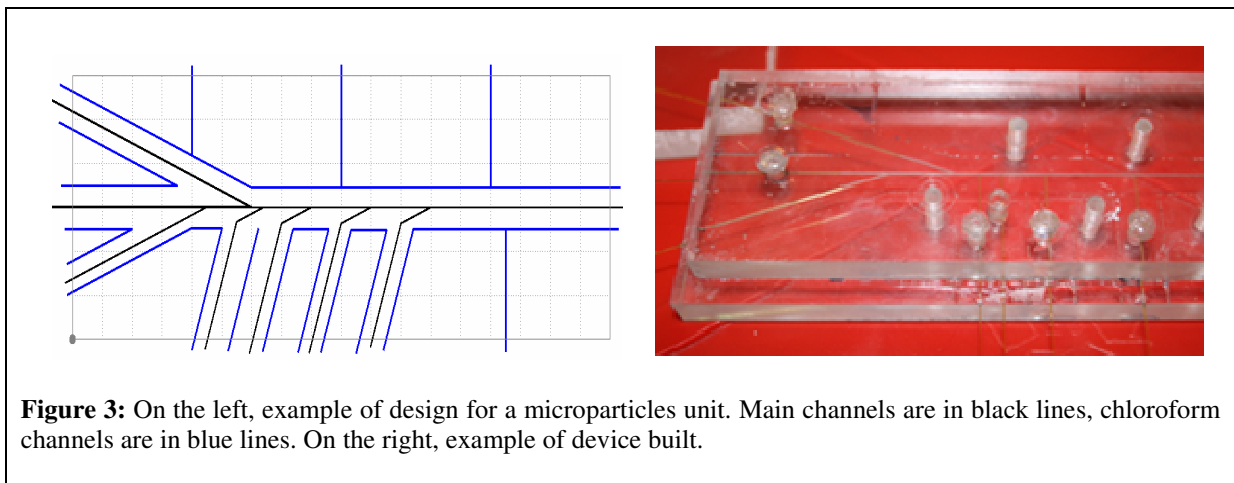 Figure 3: On the left, example of design for a microparticles unit. Main channels are in black lines, chloroform
channels are in blue lines. On the right, example of device built.